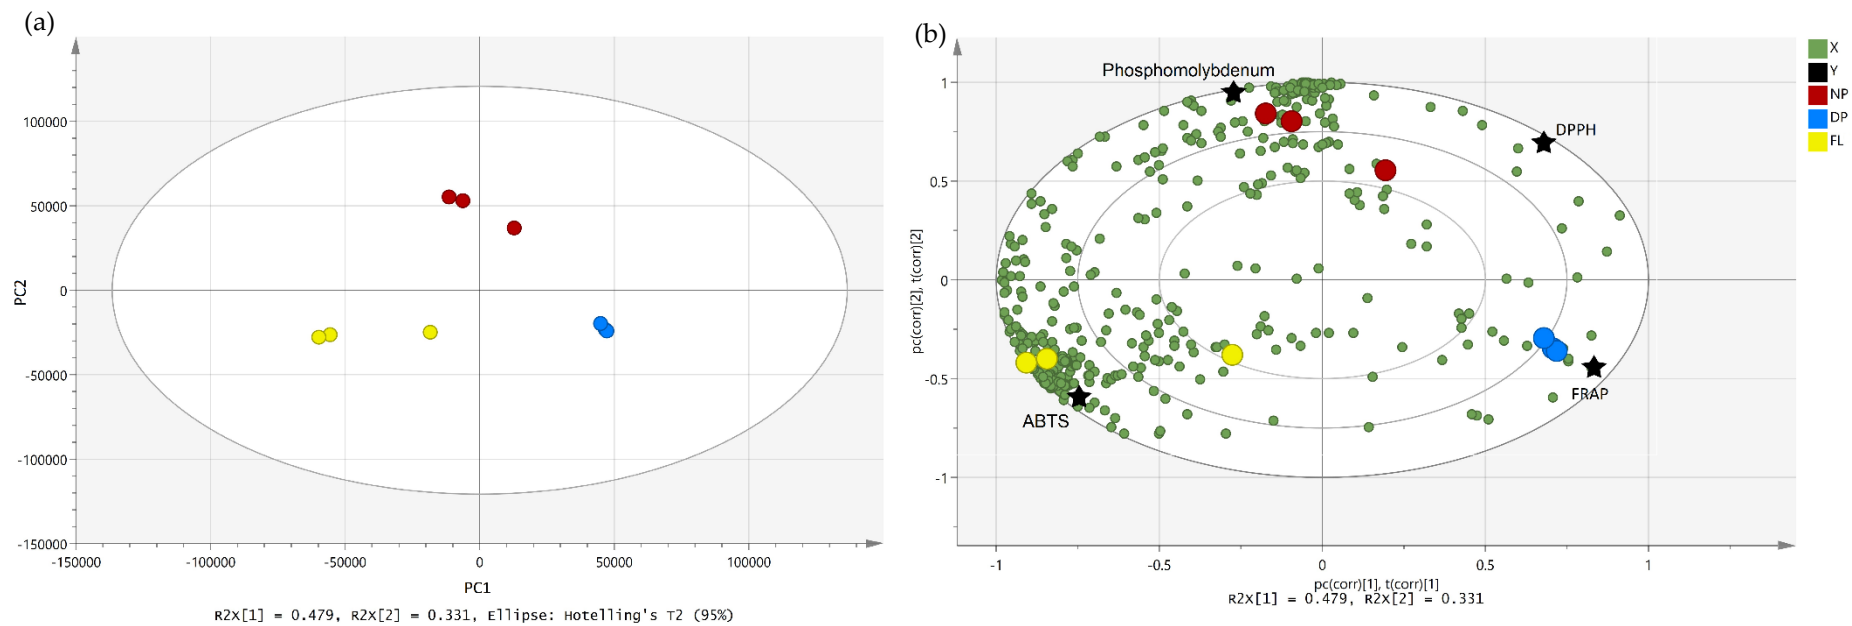 (a)
100000
50000
0
-50000
-100000
-150000
PC2
-150000
-100000
-50000
0
50000
100000
PC1
R2X[1] = 0.479, R2X[2] = 0.331, Ellipse: Hotelling's T2 (95%)
(b)
Phosphomolybdenum
DPPH
FRAP
ABTS
1
0.5
0
-0.5
-1
pc(corr)[2], t(corr)[2]
-1
-0.5
0
0.5
1
pc(corr)[1], t(corr)[1]
R2X[1] = 0.479, R2X[2] = 0.331
X
Y
NP
DP
FL